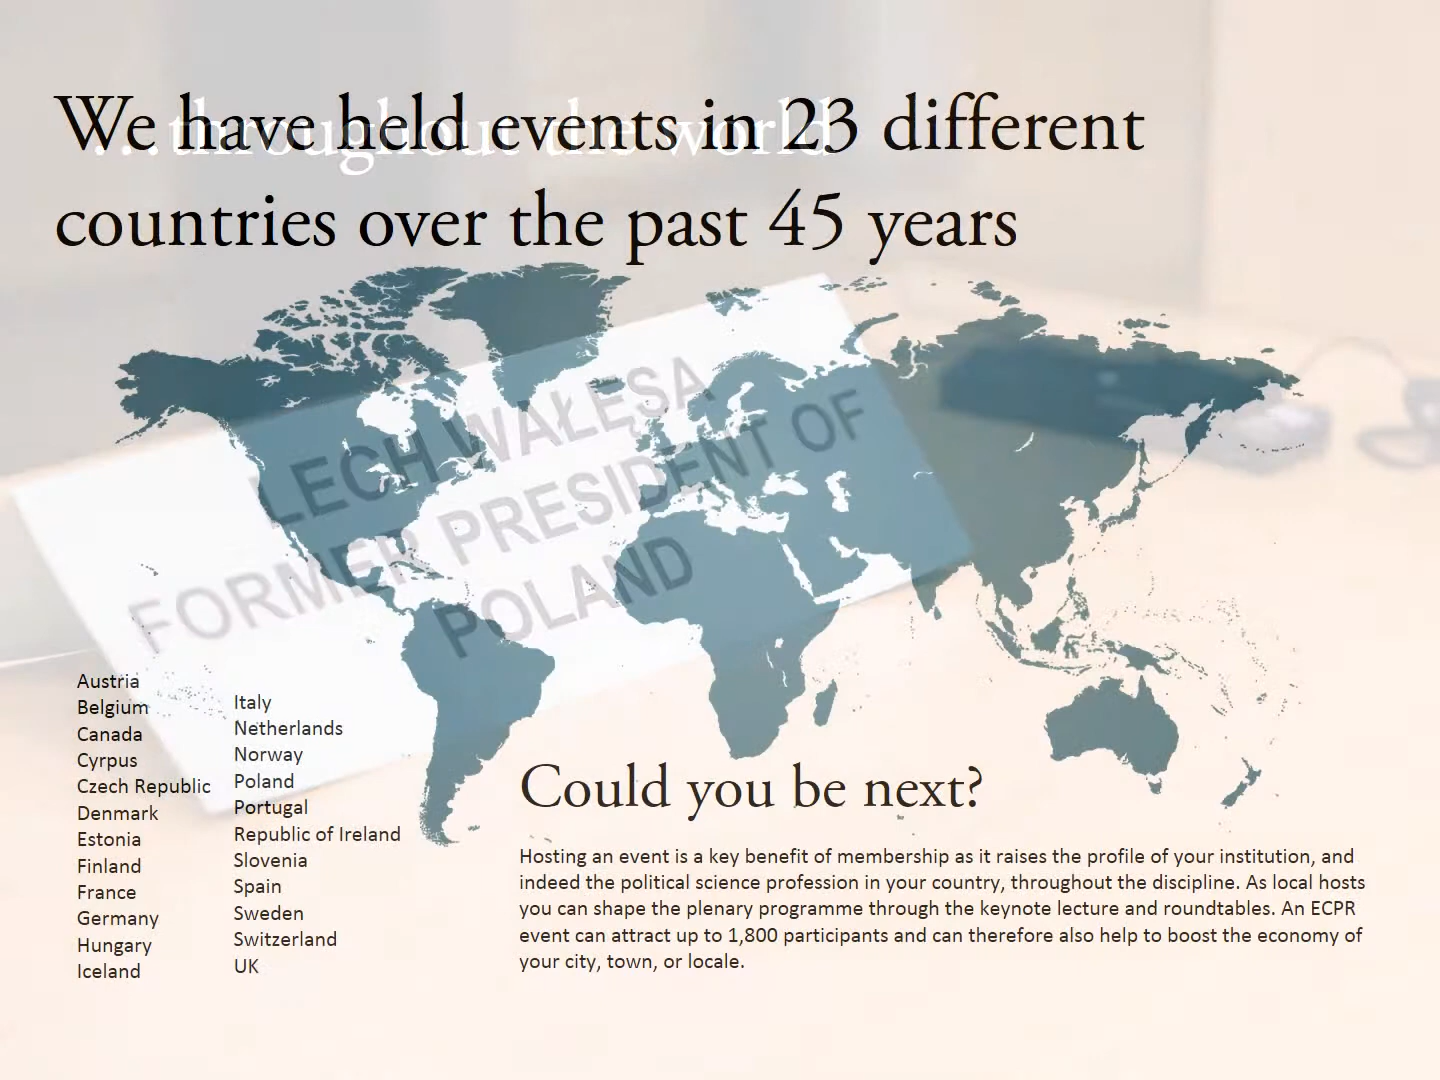 We have held events in 23 different
countries over the past 45 years
...throughout the world
LECH WAŁĘSA
FORMER PRESIDENT OF
POLAND
Austria
Belgium
Canada
Cyrpus
Czech Republic
Denmark
Estonia
Finland
France
Germany
Hungary
Iceland
Italy
Netherlands
Norway
Poland
Portugal
Republic of Ireland
Slovenia
Spain
Sweden
Switzerland
UK
Could you be next?
Hosting an event is a key benefit of membership as it raises the profile of your institution, and
indeed the political science profession in your country, throughout the discipline. As local hosts
you can shape the plenary programme through the keynote lecture and roundtables. An ECPR
event can attract up to 1,800 participants and can therefore also help to boost the economy of
your city, town, or locale.